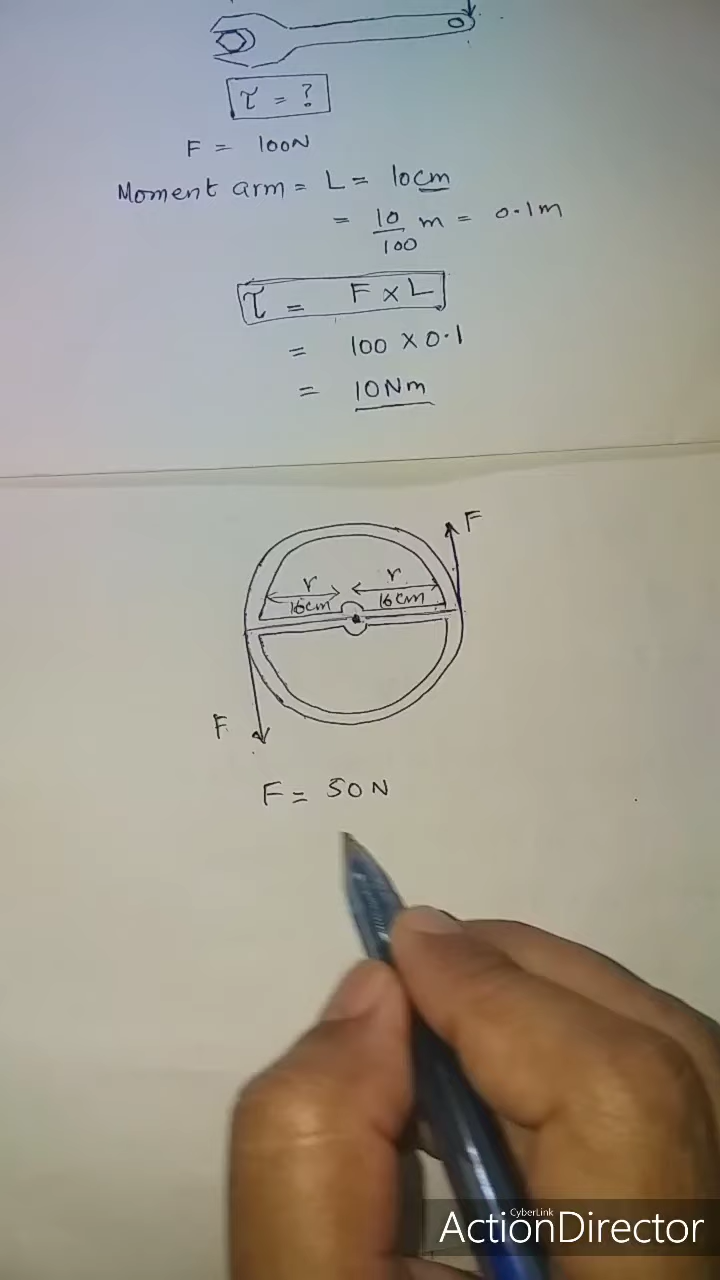 τ = ?
F = 100N
Moment arm = L = 10cm
= 10/100 m = 0.1m
τ = F × L
= 100 × 0.1
= 10Nm
F
r r
16cm 16cm
F
F = 50N
CyberLink
ActionDirector